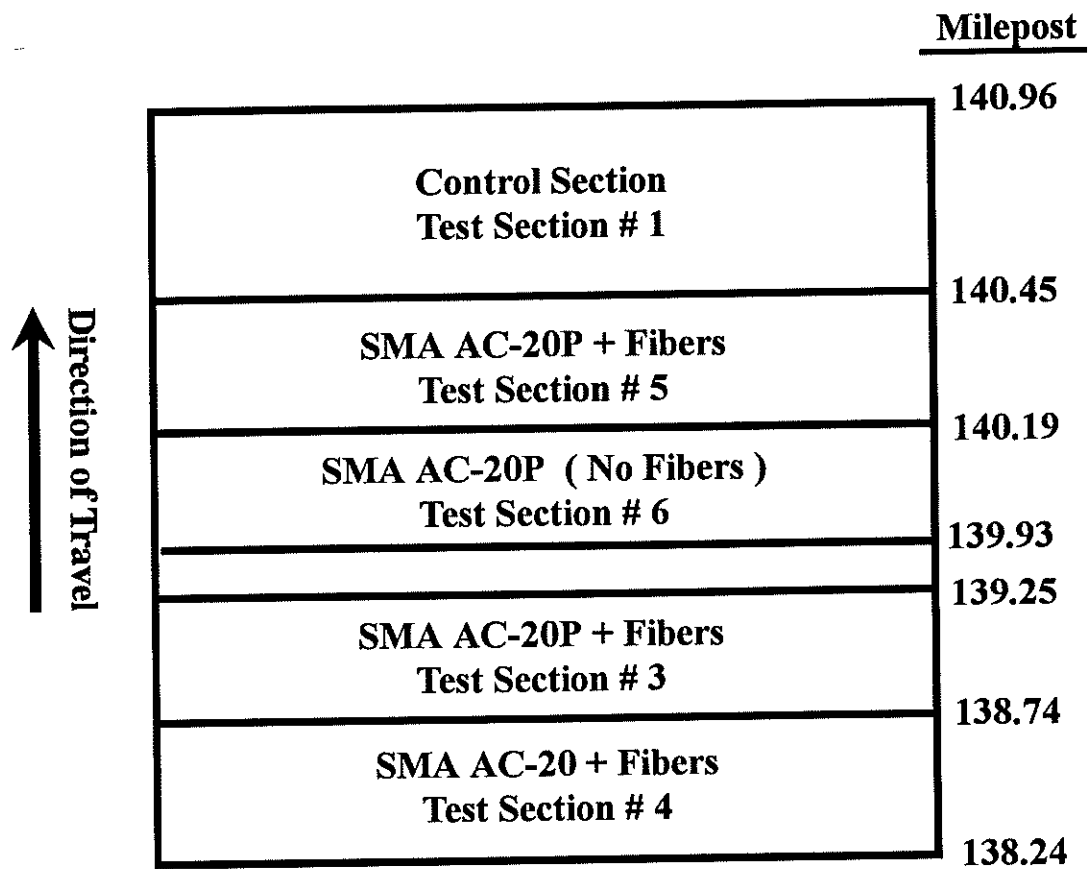 Milepost
140.96
Control Section
Test Section # 1
140.45
Direction of Travel
SMA AC-20P + Fibers
Test Section # 5
140.19
SMA AC-20P ( No Fibers )
Test Section # 6
139.93
139.25
SMA AC-20P + Fibers
Test Section # 3
138.74
SMA AC-20 + Fibers
Test Section # 4
138.24